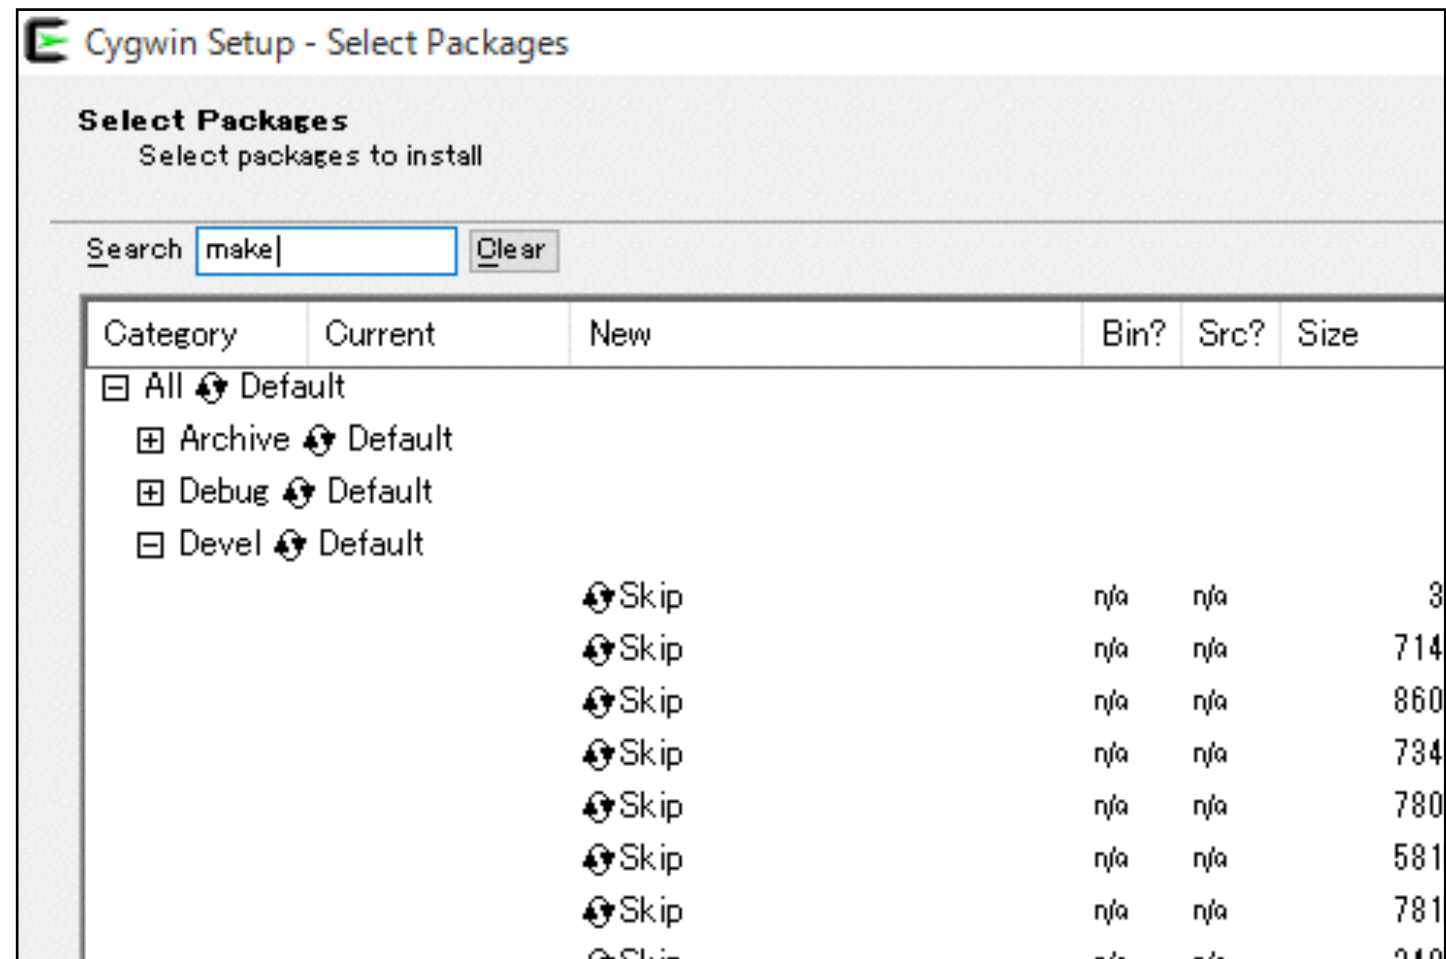 Cygwin Setup - Select Packages
Select Packages
Select packages to install
Search make Clear
Category Current New Bin? Src? Size
All Default
Archive Default
Debug Default
Devel Default
Skip n/a n/a 3
Skip n/a n/a 714
Skip n/a n/a 860
Skip n/a n/a 734
Skip n/a n/a 780
Skip n/a n/a 581
Skip n/a n/a 781
Skip